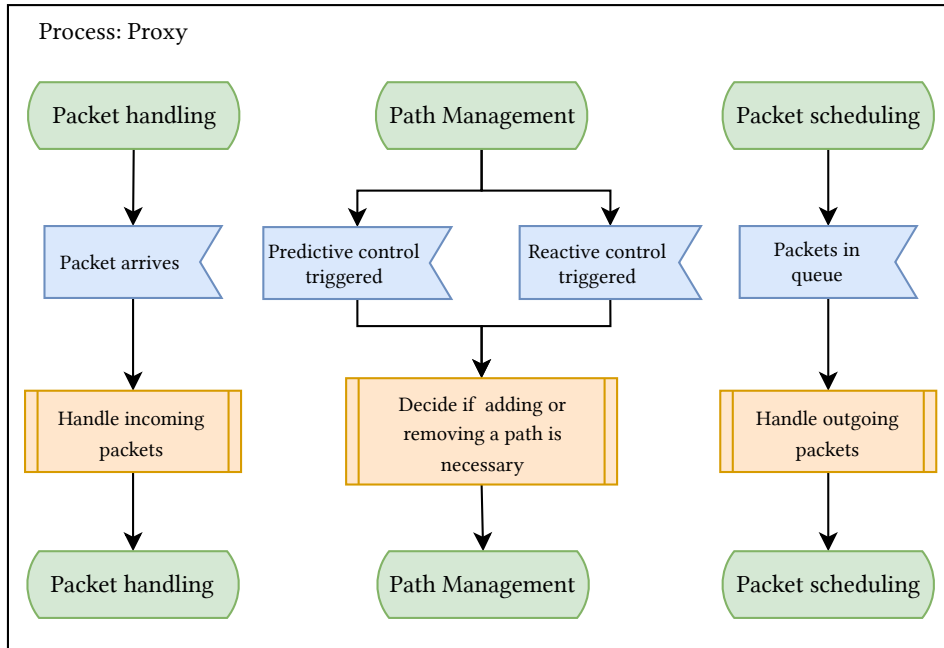 Process: Proxy
Packet handling
Path Management
Packet scheduling
Packet arrives
Predictive control
triggered
Reactive control
triggered
Packets in
queue
Handle incoming
packets
Decide if adding or
removing a path is
necessary
Handle outgoing
packets
Packet handling
Path Management
Packet scheduling